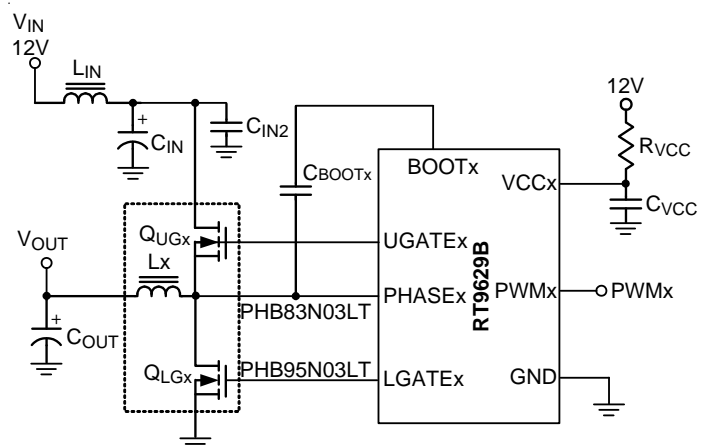 VIN
12V
LIN
12V
CIN
CIN2
CBOOTx
BOOTx
RVCC
VCCx
CVCC
VOUT
QUGx
UGATEx
Lx
PHASEx
RT9629B
PWMx
PWMx
PHB83N03LT
COUT
QLGx
PHB95N03LT
LGATEx
GND